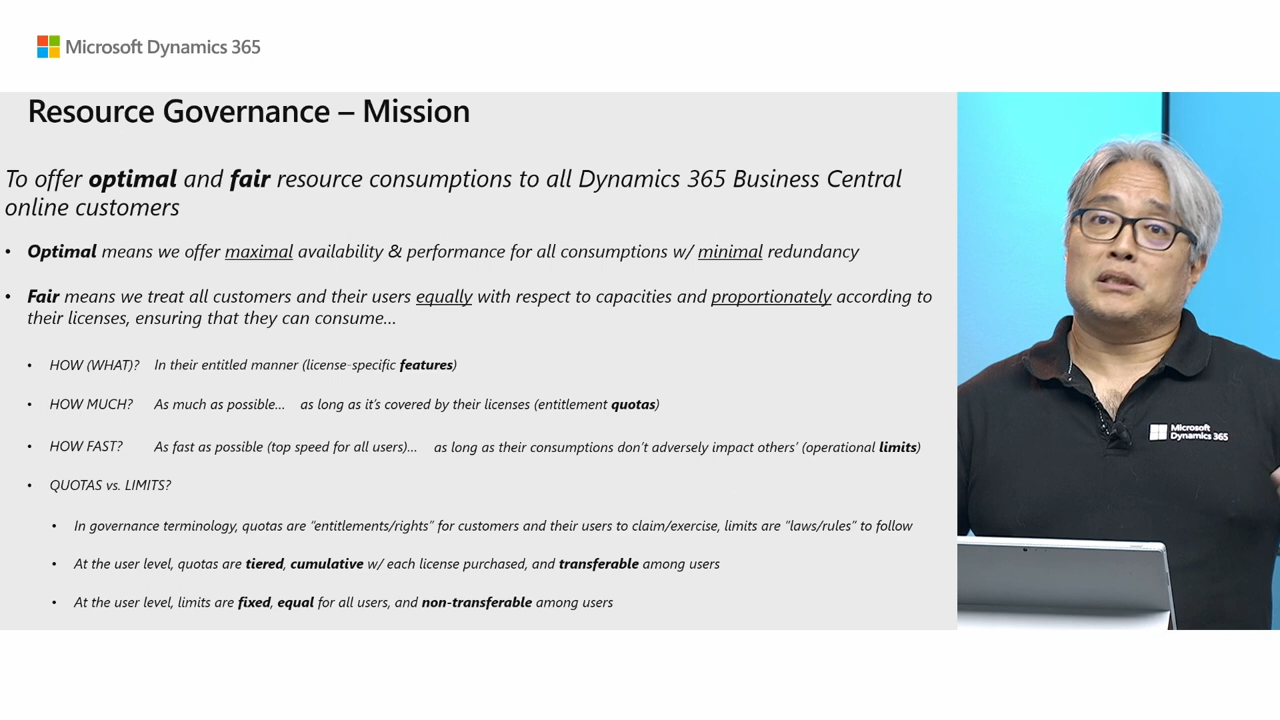 Microsoft Dynamics 365
Resource Governance – Mission
To offer optimal and fair resource consumptions to all Dynamics 365 Business Central
online customers
• Optimal means we offer maximal availability & performance for all consumptions w/ minimal redundancy
• Fair means we treat all customers and their users equally with respect to capacities and proportionately according to
their licenses, ensuring that they can consume...
• HOW (WHAT)? In their entitled manner (license-specific features)
• HOW MUCH? As much as possible... as long as it's covered by their licenses (entitlement quotas)
• HOW FAST? As fast as possible (top speed for all users)... as long as their consumptions don't adversely impact others' (operational limits)
• QUOTAS vs. LIMITS?
• In governance terminology, quotas are "entitlements/rights" for customers and their users to claim/exercise, limits are "laws/rules" to follow
• At the user level, quotas are tiered, cumulative w/ each license purchased, and transferable among users
• At the user level, limits are fixed, equal for all users, and non-transferable among users
Microsoft
Dynamics 365